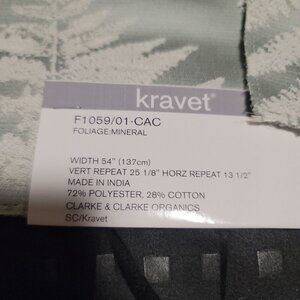 kravet®
F1059/01-CAC
FOLIAGE:MINERAL
WIDTH 54" (137cm)
VERT REPEAT 25 1/8" HORZ REPEAT 13 1/2"
MADE IN INDIA
72% POLYESTER, 28% COTTON
CLARKE & CLARKE ORGANICS
SC/Kravet